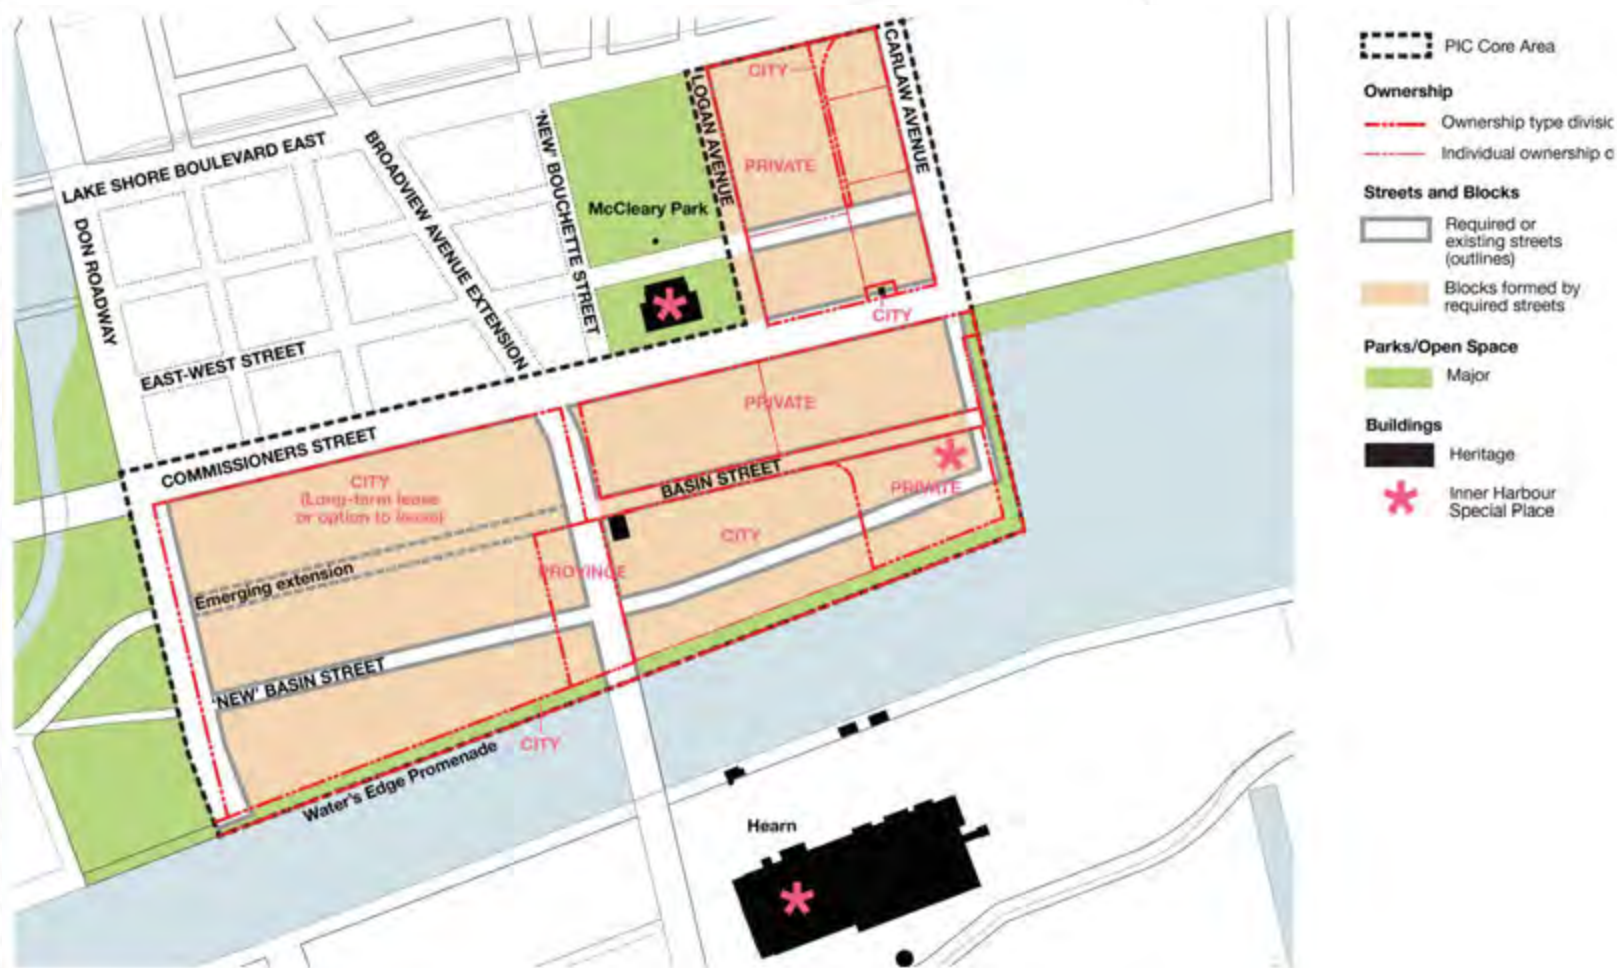 CITY
LOGAN AVENUE
CARLAW AVENUE
PRIVATE
LAKE SHORE BOULEVARD EAST
BROADVIEW AVENUE EXTENSION
'NEW' BOUCHETTE STREET
McCleary Park
DON ROADWAY
EAST-WEST STREET
CITY
COMMISSIONERS STREET
PRIVATE
BASIN STREET
PRIVATE
CITY
(Long-term lease
or option to lease)
CITY
PROVINCE
Emerging extension
'NEW' BASIN STREET
CITY
Water's Edge Promenade
Hearn
PIC Core Area
Ownership
Ownership type divisic
Individual ownership c
Streets and Blocks
Required or
existing streets
(outlines)
Blocks formed by
required streets
Parks/Open Space
Major
Buildings
Heritage
Inner Harbour
Special Place